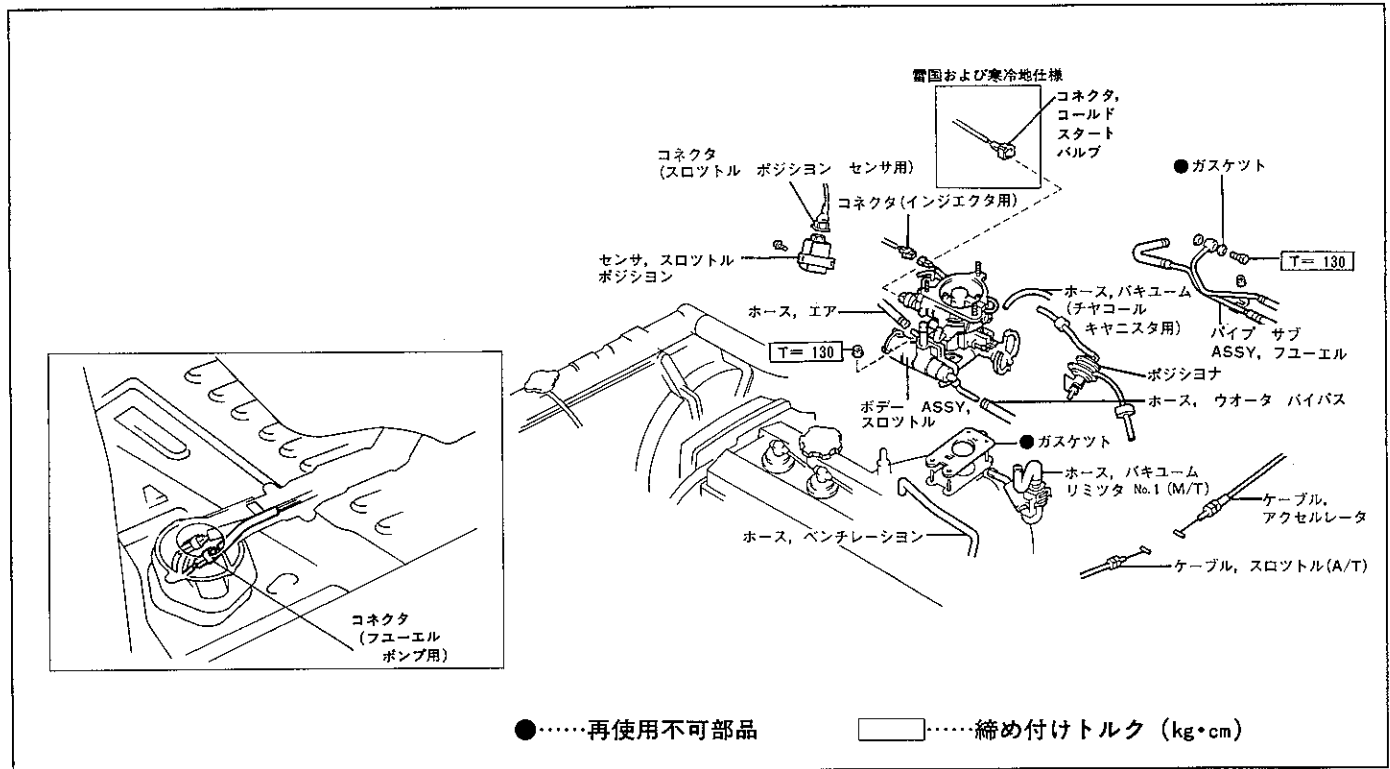 雪国および寒冷地仕様
コネクタ,
コールド
スタート
バルブ
コネクタ
(スロツトル ポジシヨン センサ用)
●ガスケツト
コネクタ(インジエクタ用)
センサ, スロツトル
ポジシヨン
T= 130
ホース, バキユーム
(チヤコール
キヤニスタ用)
ホース, エア
パイプ サブ
ASSY, フユーエル
T= 130
ポジシヨナ
ボデー ASSY,
スロツトル
ホース, ウオータ バイパス
●ガスケツト
ホース, バキユーム
リミツタ No.1 (M/T)
ケーブル,
アクセルレータ
ホース, ベンチレーシヨン
ケーブル, スロツトル(A/T)
コネクタ
(フユーエル
ポンプ用)
●……再使用不可部品
……締め付けトルク (kg・cm)